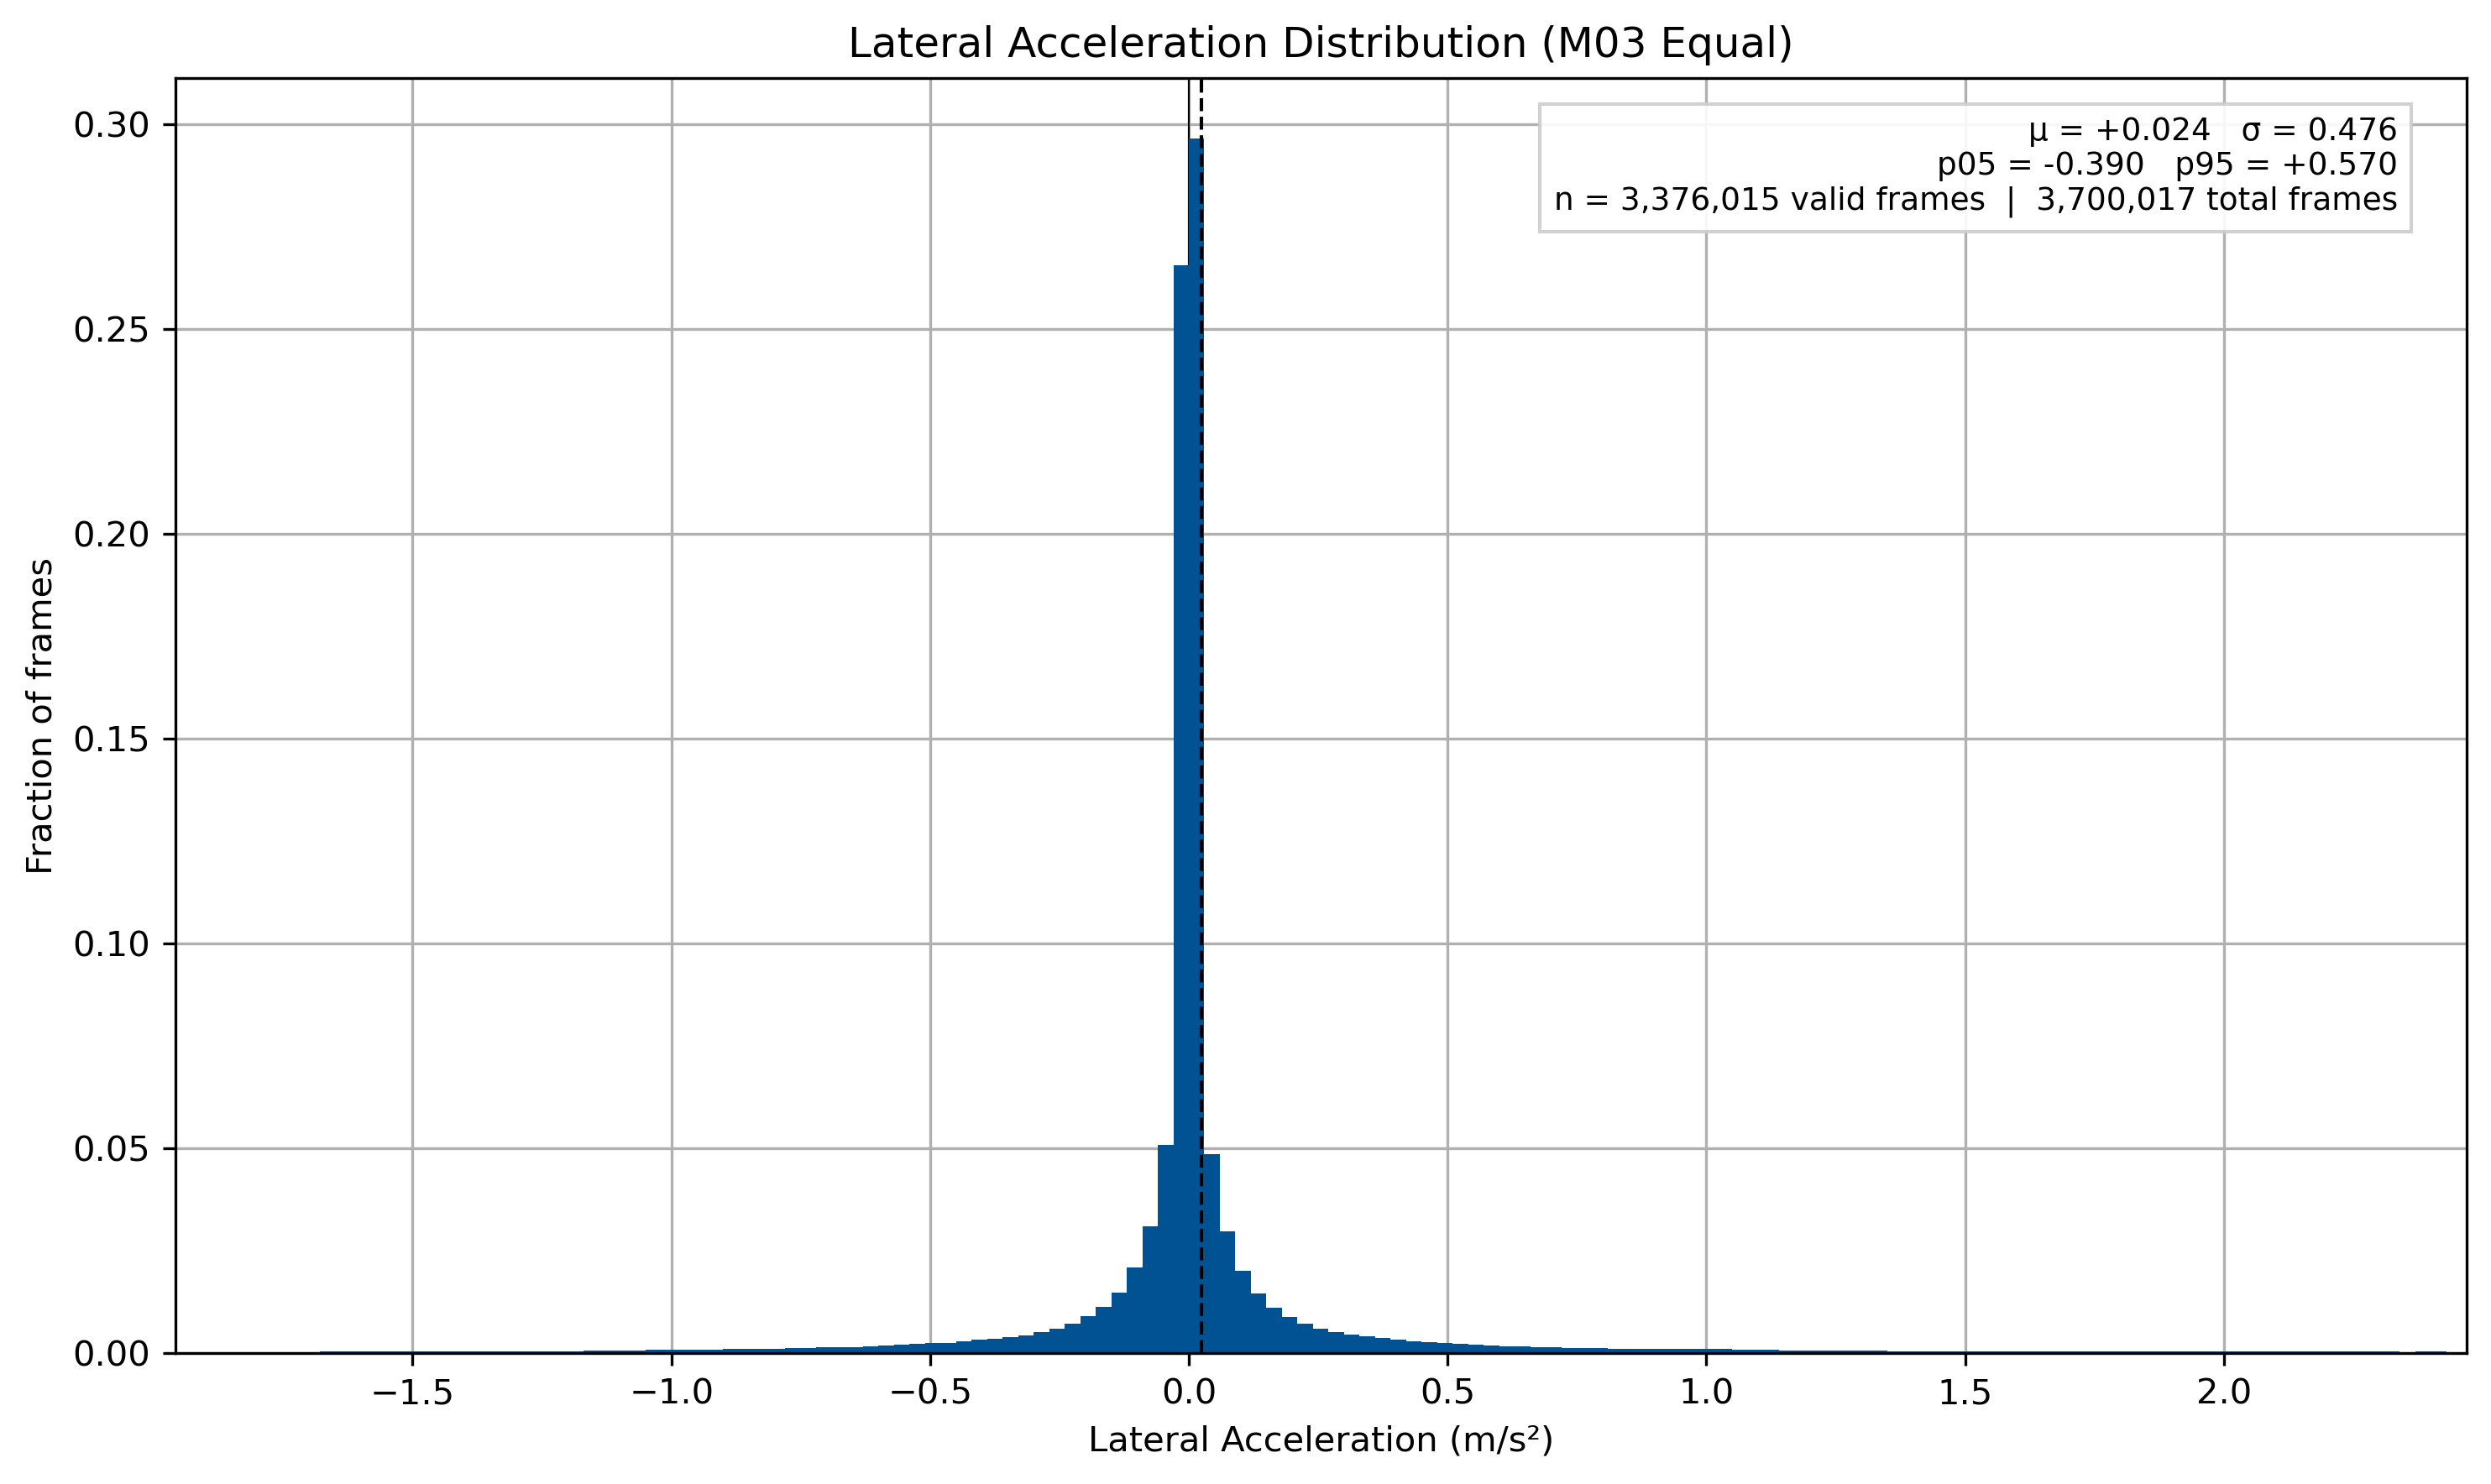 Lateral Acceleration Distribution (M03 Equal)
μ = +0.024   σ = 0.476
p05 = -0.390   p95 = +0.570
n = 3,376,015 valid frames  |  3,700,017 total frames
Fraction of frames
0.30
0.25
0.20
0.15
0.10
0.05
0.00
−1.5
−1.0
−0.5
0.0
0.5
1.0
1.5
2.0
Lateral Acceleration (m/s²)